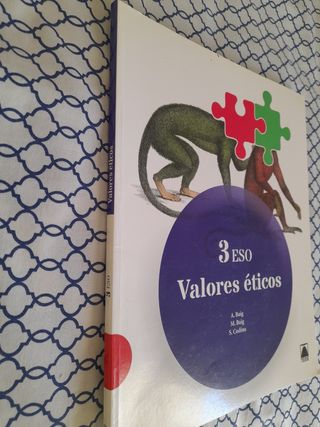 3 ESO
Valores éticos
A. Roig
M. Roig
S. Codina
Valores éticos
3 ESO